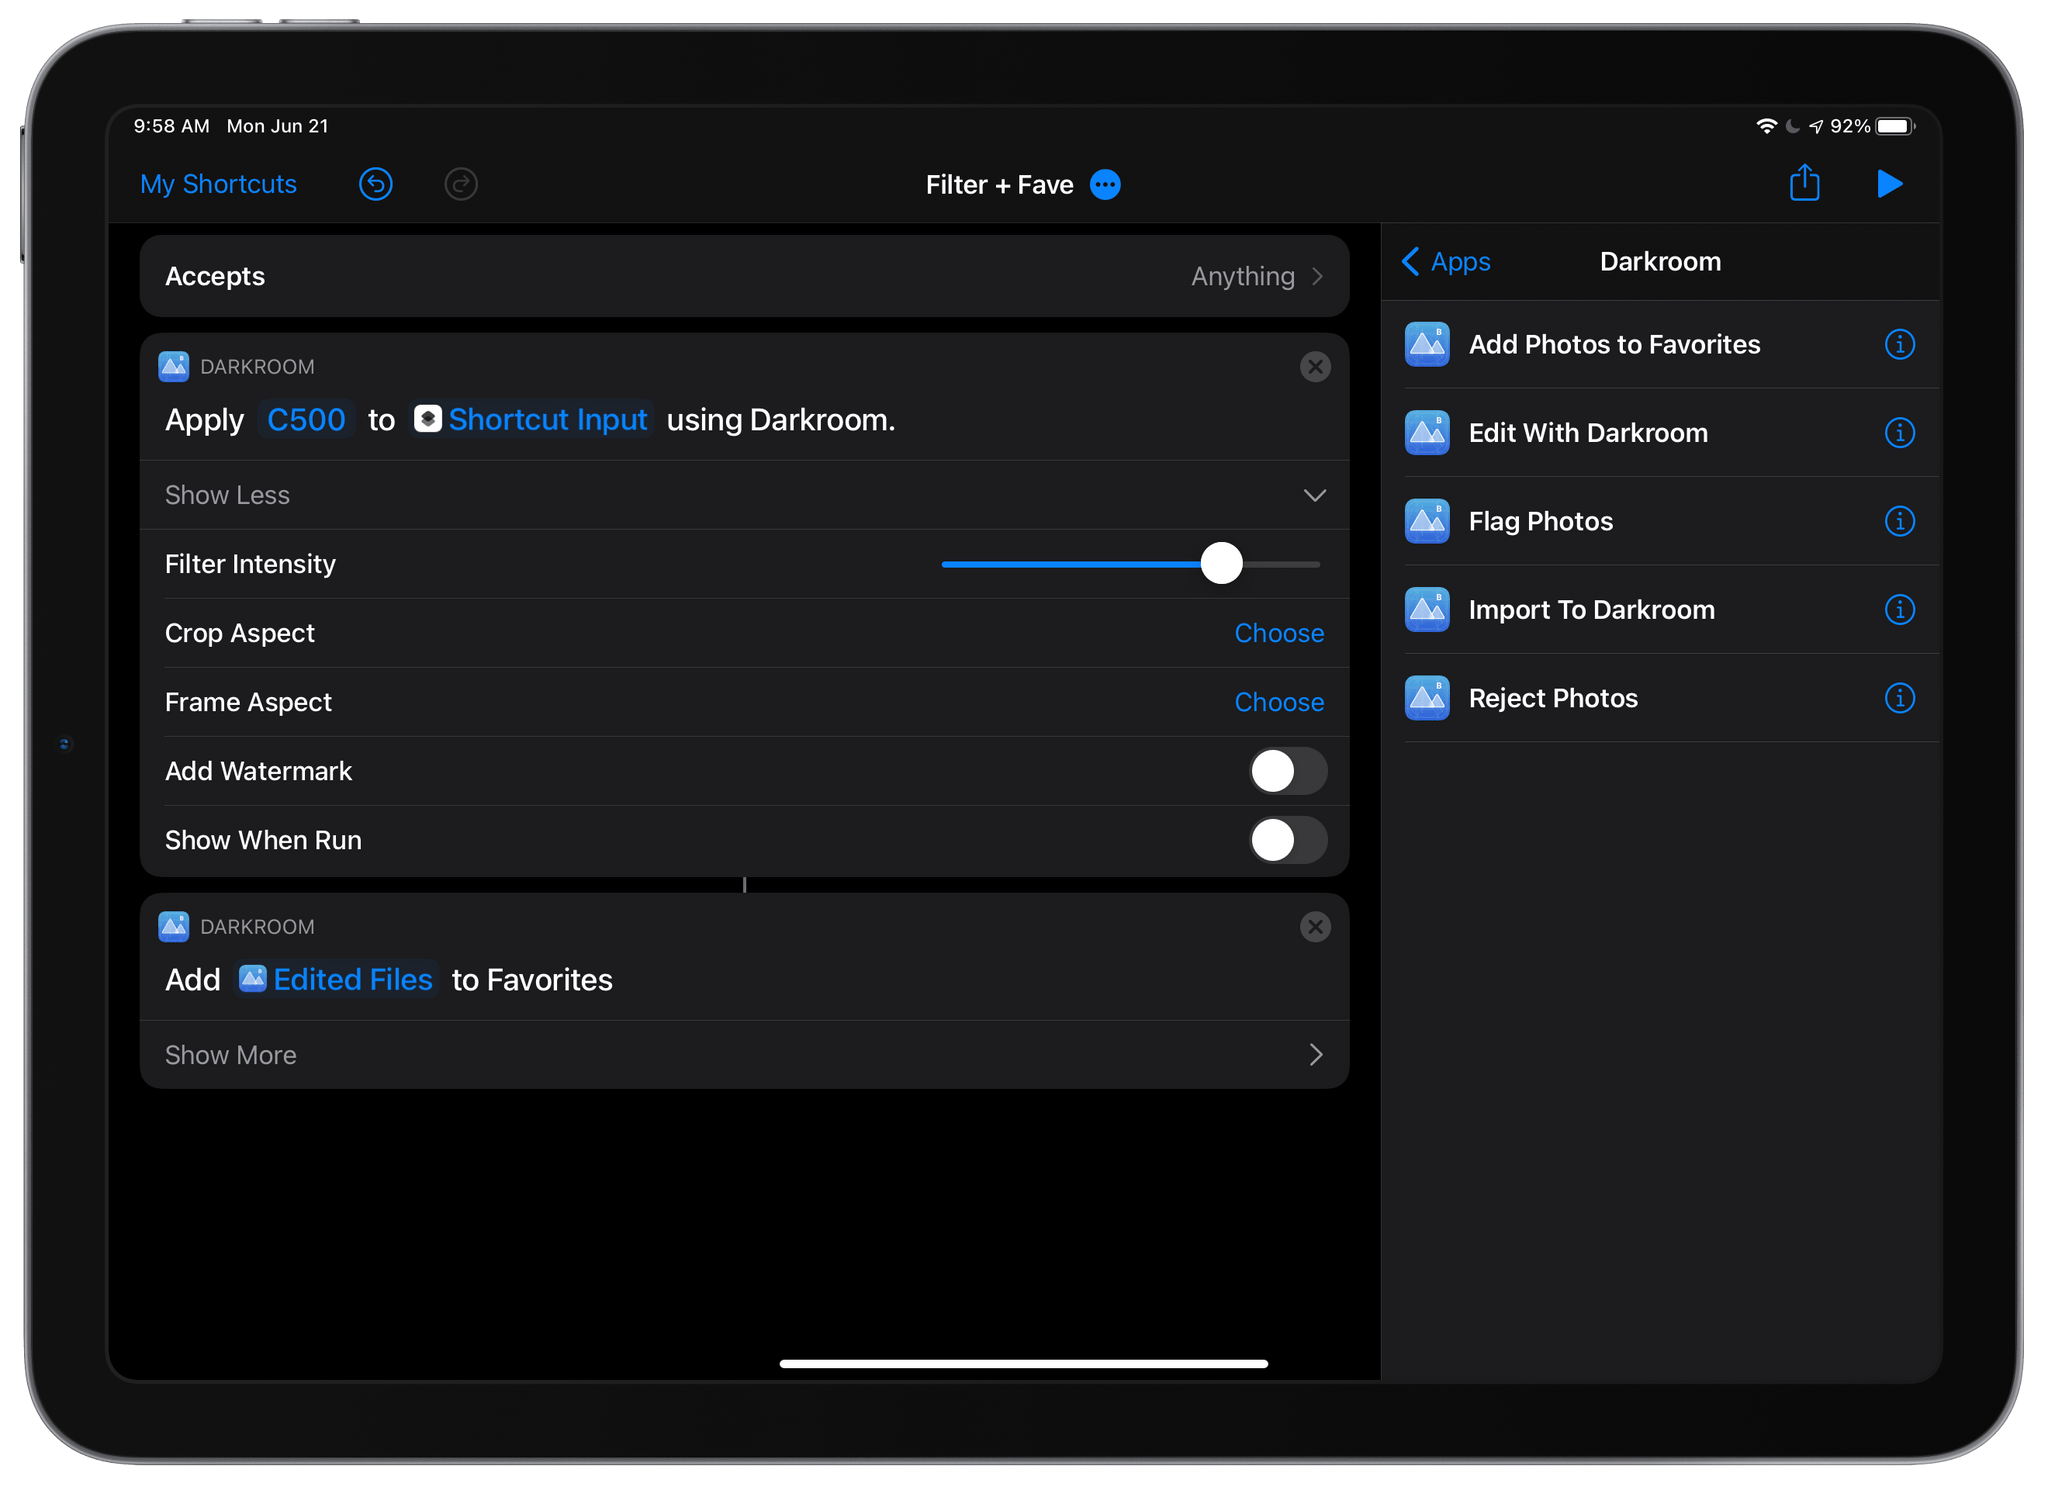 9:58 AM Mon Jun 21 92%
My Shortcuts Filter + Fave
Accepts Anything
DARKROOM
Apply C500 to Shortcut Input using Darkroom.
Show Less
Filter Intensity
Crop Aspect Choose
Frame Aspect Choose
Add Watermark
Show When Run
DARKROOM
Add Edited Files to Favorites
Show More
Apps Darkroom
Add Photos to Favorites
Edit With Darkroom
Flag Photos
Import To Darkroom
Reject Photos